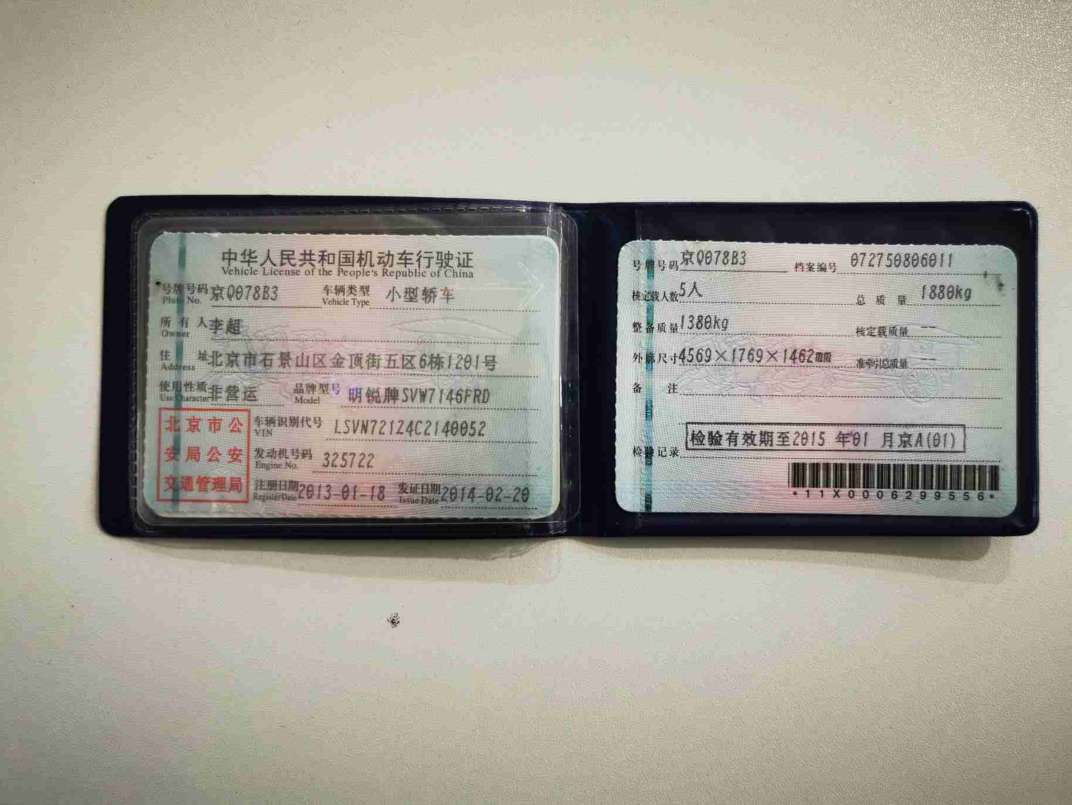 中华人民共和国机动车行驶证
Vehicle License of the People's Republic of China
号牌号码 京Q078B3 车辆类型 小型轿车
Plate No. Vehicle Type
所有人 李超
Owner
住址 北京市石景山区金顶街五区6栋1201号
Address
使用性质 非营运 品牌型号 明锐牌SVW7146FRD
Use Character Model
北京市公
安局公安
交通管理局
车辆识别代号 LSVN72124C2140052
VIN
发动机号码 325722
Engine No.
注册日期 2013-01-18 发证日期 2014-02-20
Register Date Issue Date
号牌号码 京Q078B3 档案编号 072750806011
核定载人数 5人 总质量 1880kg
整备质量 1380kg 核定载质量 --
外廓尺寸 4569×1769×1462毫米 准牵引总质量 --
备注
检验记录 检验有效期至2015年01月京A(01)
*11X0006299556*